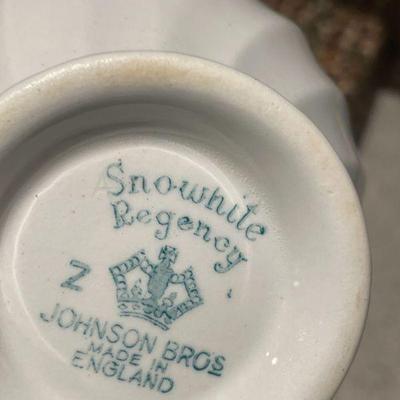 Snowhite
Regency
Z
JOHNSON BROS
MADE IN
ENGLAND